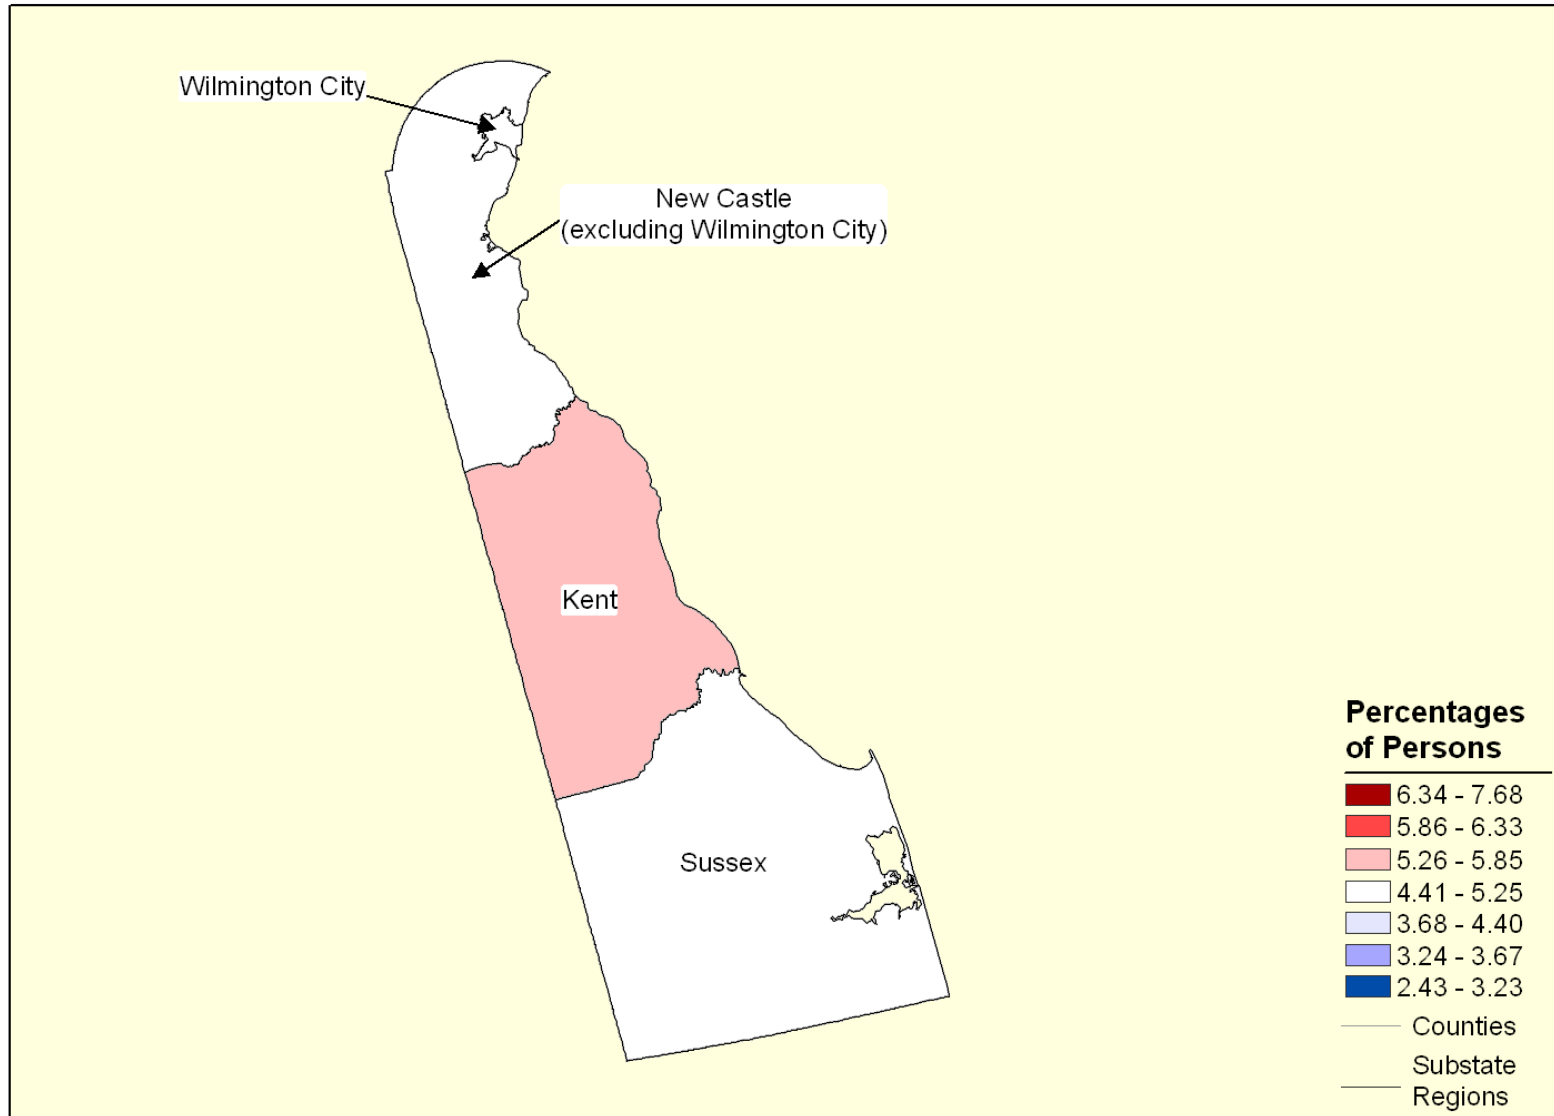 Wilmington City
New Castle
(excluding Wilmington City)
Kent
Sussex
Percentages
of Persons
6.34 - 7.68
5.86 - 6.33
5.26 - 5.85
4.41 - 5.25
3.68 - 4.40
3.24 - 3.67
2.43 - 3.23
Counties
Substate
Regions